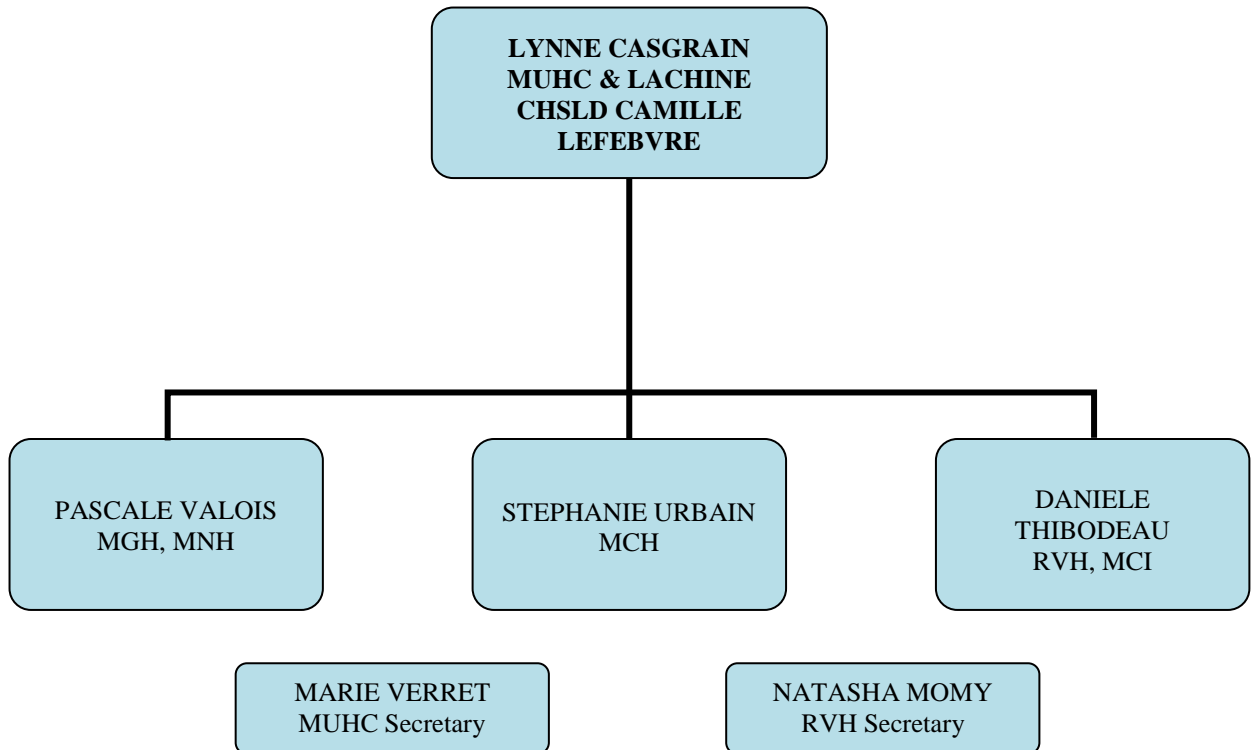 LYNNE CASGRAIN
MUHC & LACHINE
CHSLD CAMILLE
LEFEBVRE
PASCALE VALOIS
MGH, MNH
STEPHANIE URBAIN
MCH
DANIELE
THIBODEAU
RVH, MCI
MARIE VERRET
MUHC Secretary
NATASHA MOMY
RVH Secretary